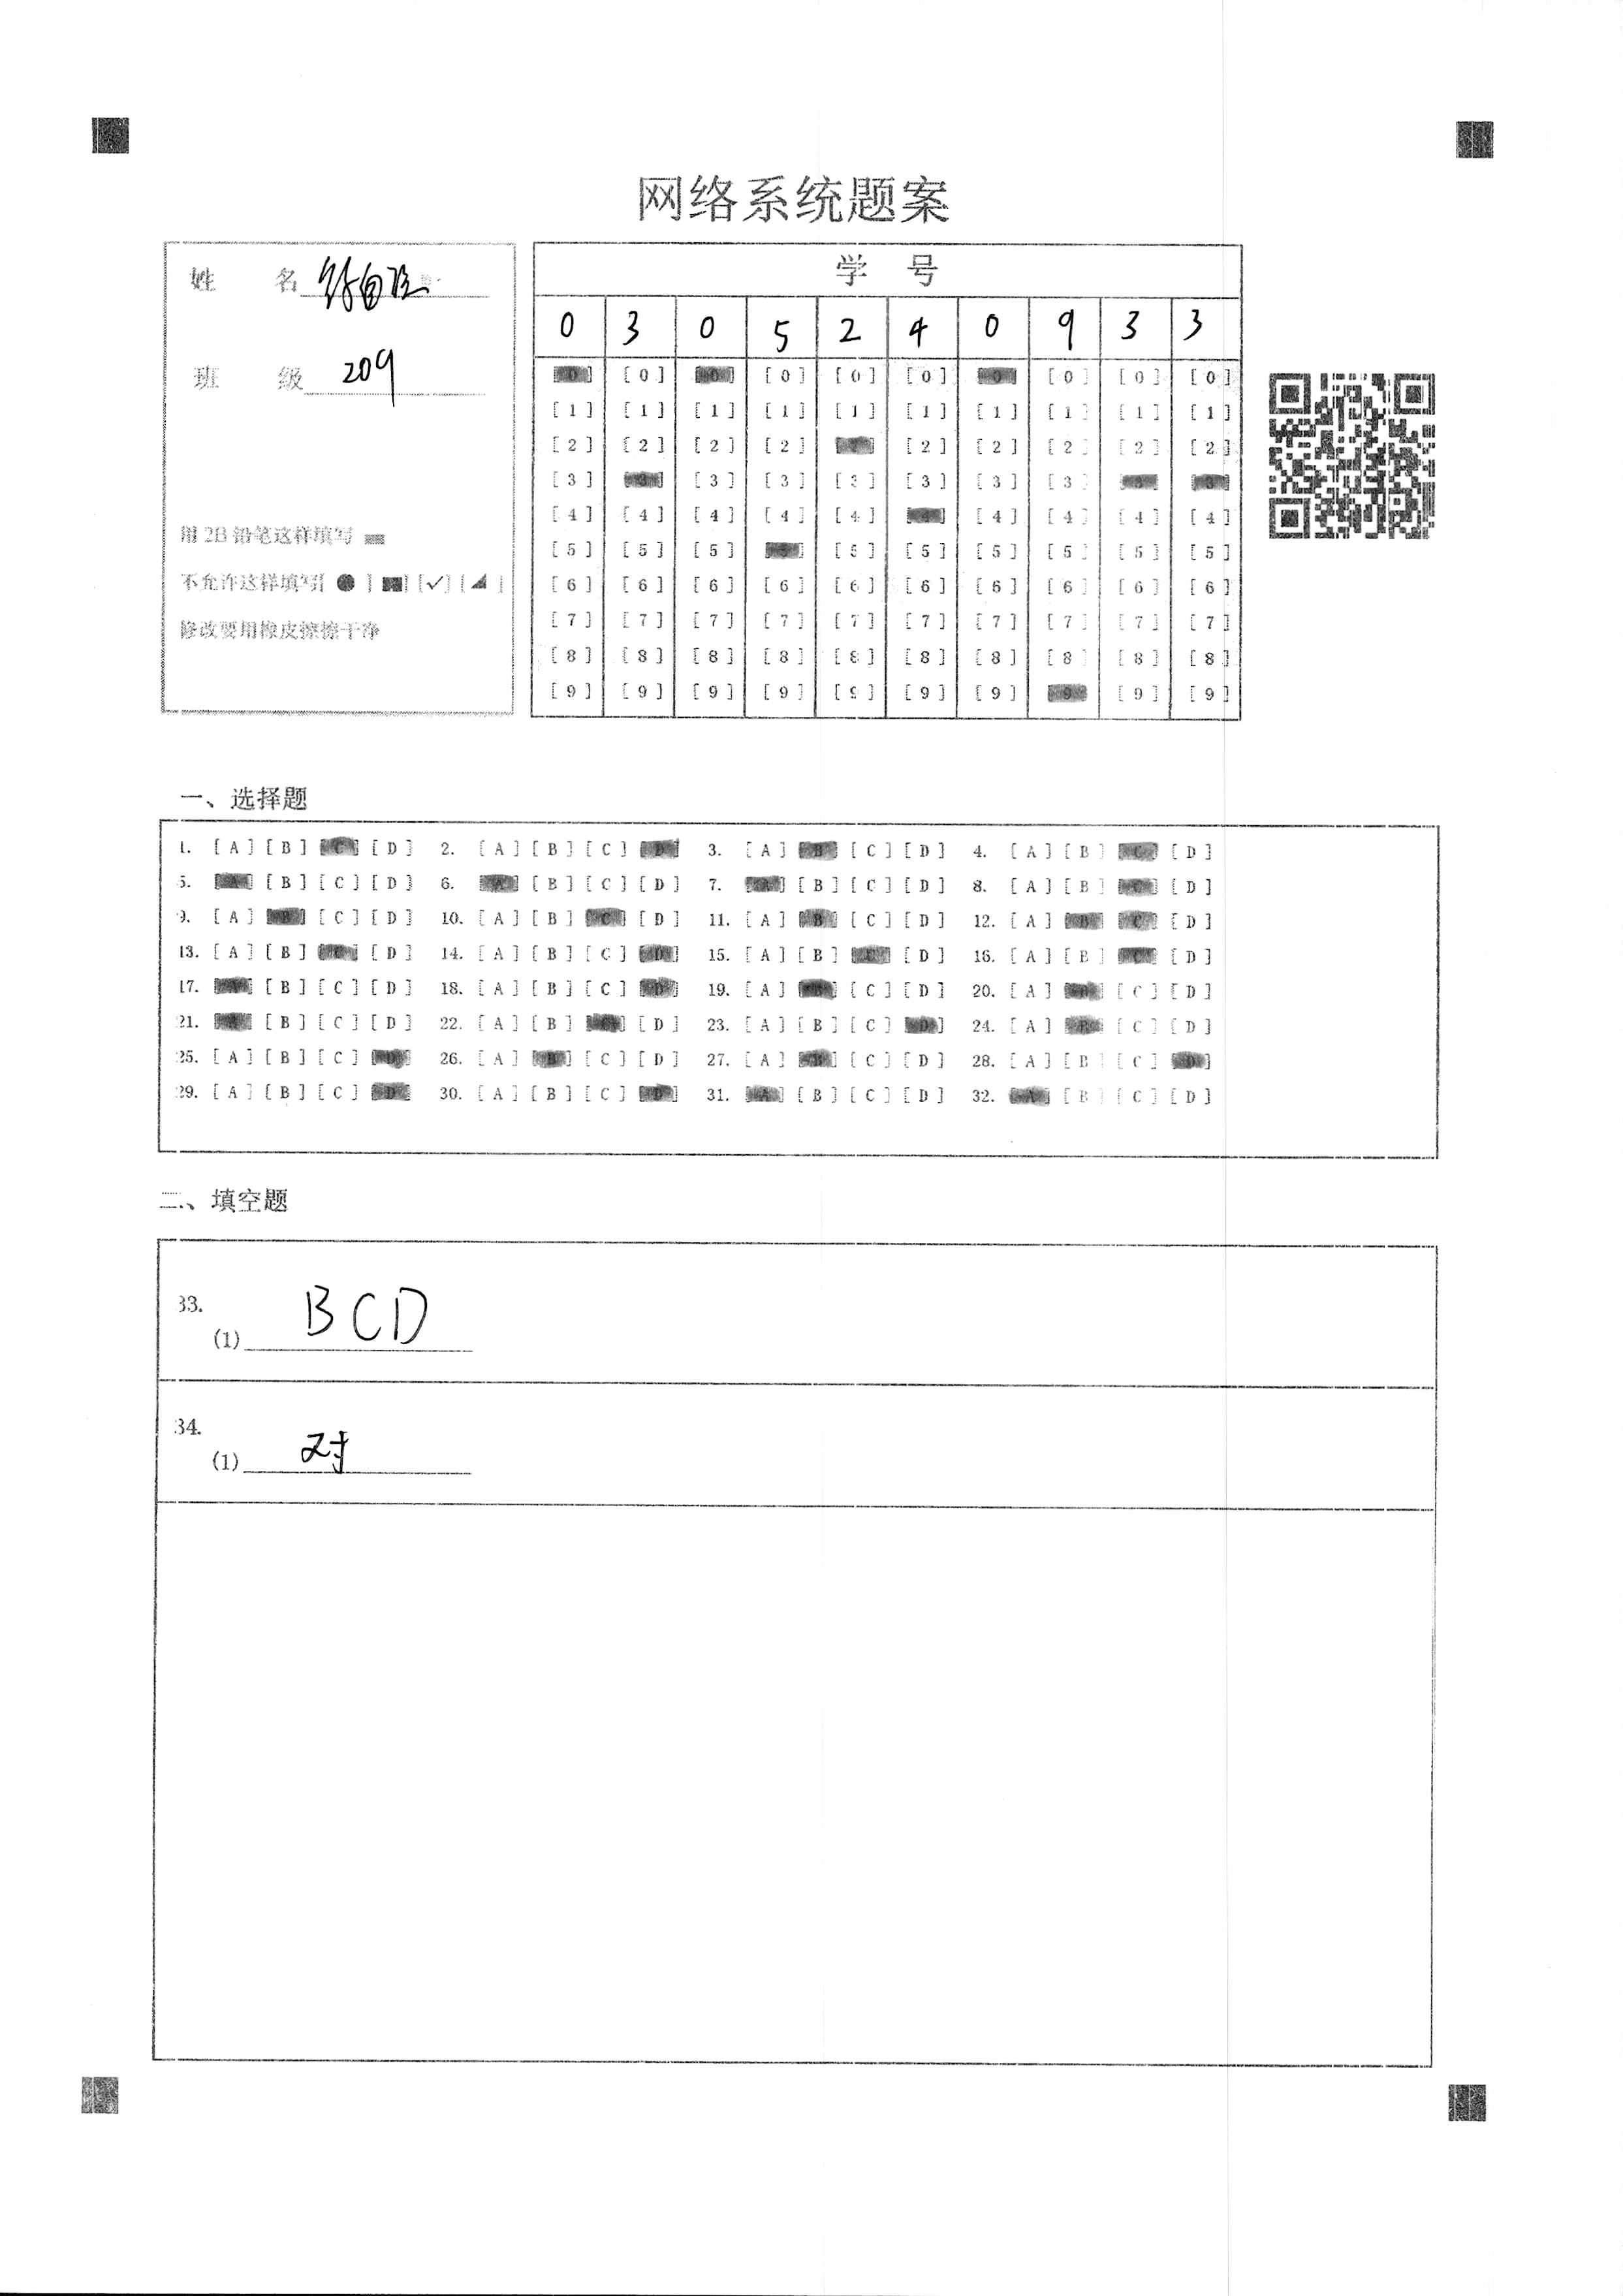 网络系统题案
姓 名
班 级 209
用2B铅笔这样填写
不允许这样填写[ ● ] [■] [✓] [◢ ]
修改要用橡皮擦擦干净
学 号
0 3 0 5 2 4 0 9 3 3
[0] [0] [0] [0] [0] [0] [0] [0] [0] [0]
[1] [1] [1] [1] [1] [1] [1] [1] [1] [1]
[2] [2] [2] [2] [2] [2] [2] [2] [2] [2]
[3] [3] [3] [3] [3] [3] [3] [3] [3] [3]
[4] [4] [4] [4] [4] [4] [4] [4] [4] [4]
[5] [5] [5] [5] [5] [5] [5] [5] [5] [5]
[6] [6] [6] [6] [6] [6] [6] [6] [6] [6]
[7] [7] [7] [7] [7] [7] [7] [7] [7] [7]
[8] [8] [8] [8] [8] [8] [8] [8] [8] [8]
[9] [9] [9] [9] [9] [9] [9] [9] [9] [9]
一、选择题
1. [A] [B] [C] [D] 2. [A] [B] [C] [D] 3. [A] [B] [C] [D] 4. [A] [B] [C] [D]
5. [A] [B] [C] [D] 6. [A] [B] [C] [D] 7. [A] [B] [C] [D] 8. [A] [B] [C] [D]
9. [A] [B] [C] [D] 10. [A] [B] [C] [D] 11. [A] [B] [C] [D] 12. [A] [B] [C] [D]
13. [A] [B] [C] [D] 14. [A] [B] [C] [D] 15. [A] [B] [C] [D] 16. [A] [B] [C] [D]
17. [A] [B] [C] [D] 18. [A] [B] [C] [D] 19. [A] [B] [C] [D] 20. [A] [B] [C] [D]
21. [A] [B] [C] [D] 22. [A] [B] [C] [D] 23. [A] [B] [C] [D] 24. [A] [B] [C] [D]
25. [A] [B] [C] [D] 26. [A] [B] [C] [D] 27. [A] [B] [C] [D] 28. [A] [B] [C] [D]
29. [A] [B] [C] [D] 30. [A] [B] [C] [D] 31. [A] [B] [C] [D] 32. [A] [B] [C] [D]
二、填空题
33.
(1) BCD
34.
(1) 对